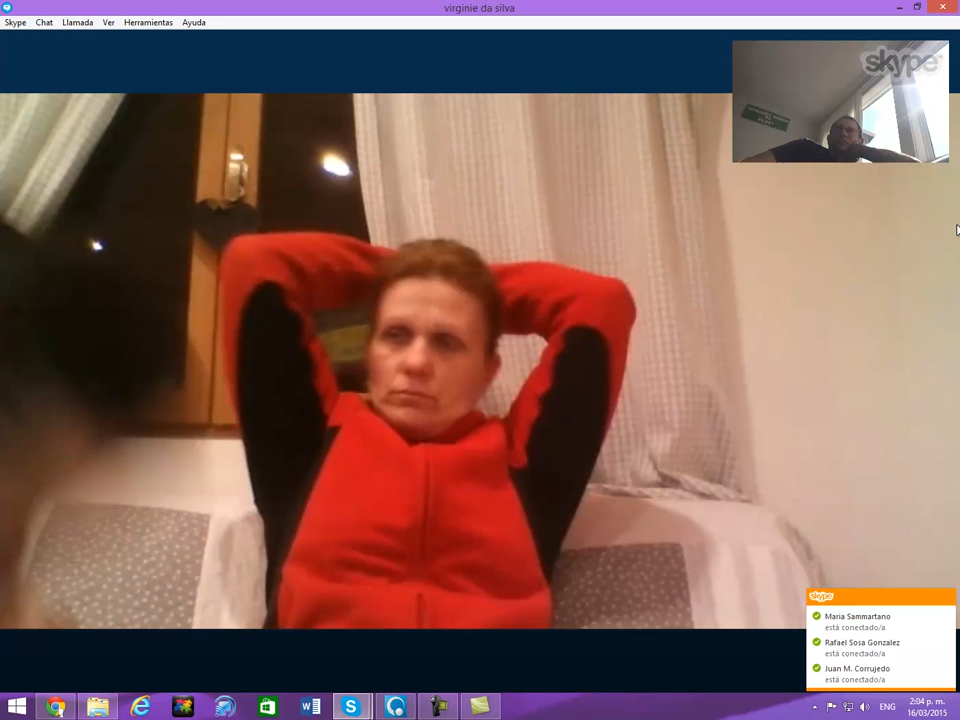 virginie da silva
Skype Chat Llamada Ver Herramientas Ayuda
skype
skype
Maria Sammartano
está conectado/a
Rafael Sosa Gonzalez
está conectado/a
Juan M. Corrujedo
está conectado/a
ENG
2:04 p. m.
16/03/2015